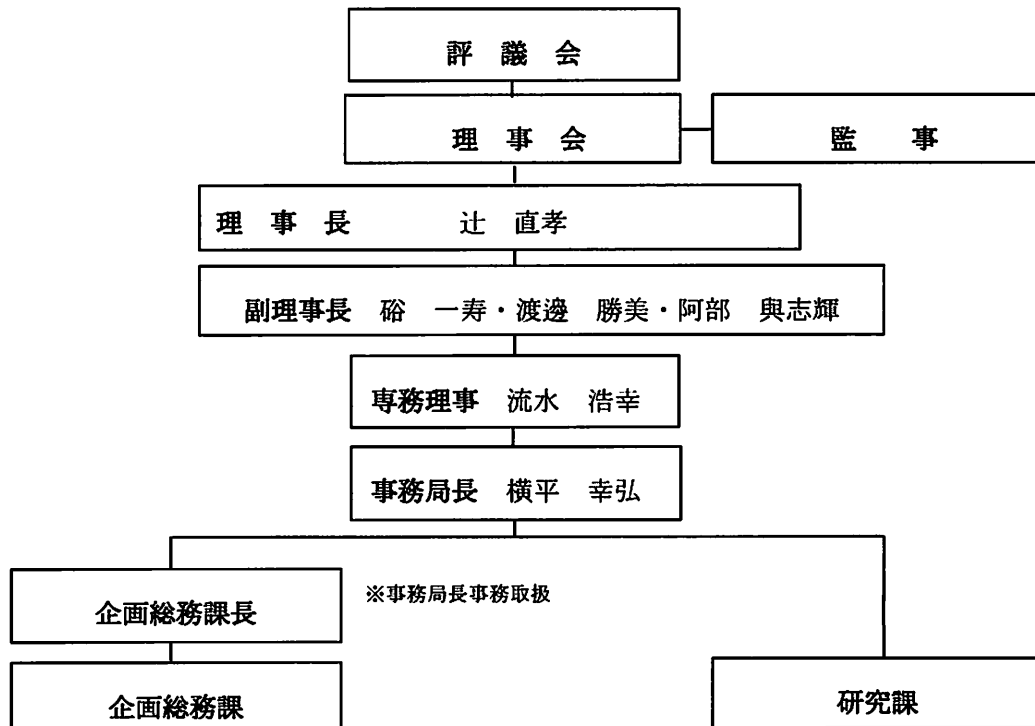 評 議 会
理 事 会
監 事
理 事 長 辻 直孝
副理事長 硲 一寿・渡邊 勝美・阿部 與志輝
専務理事 流水 浩幸
事務局長 横平 幸弘
企画総務課長
※事務局長事務取扱
企画総務課
研究課